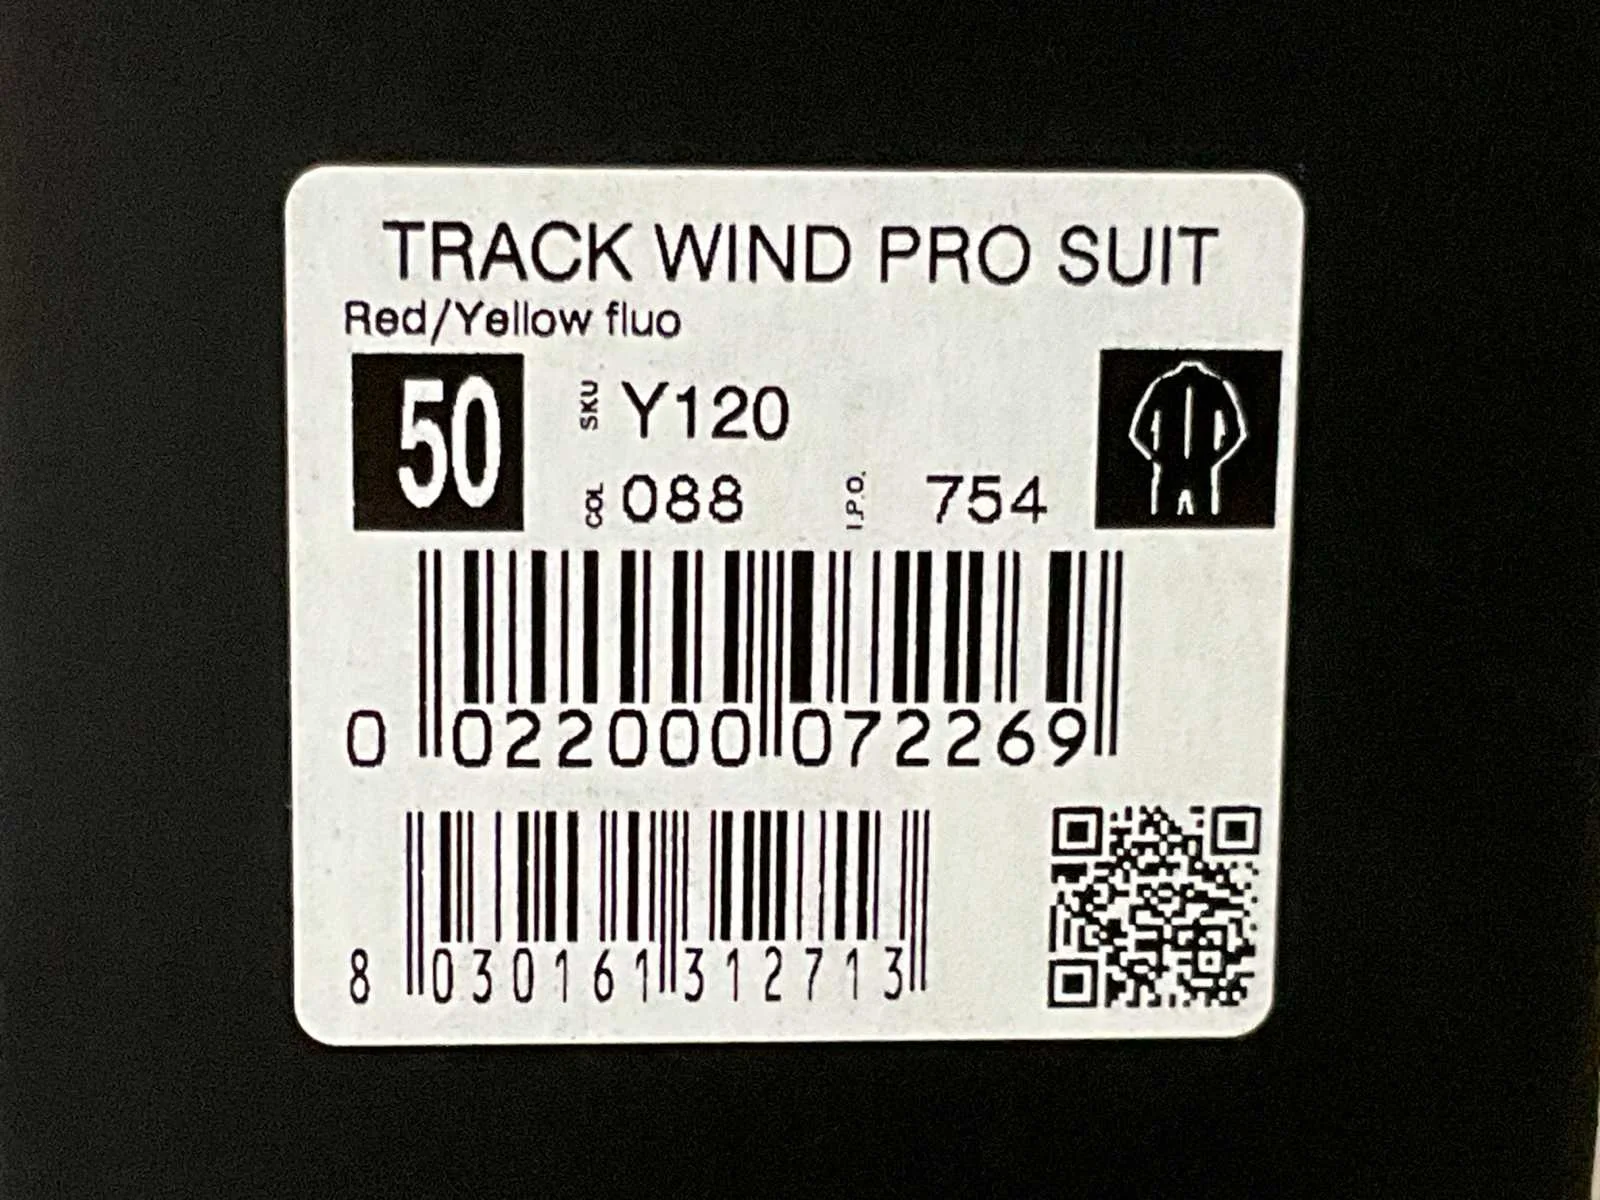 TRACK WIND PRO SUIT
Red/Yellow fluo
50
SKU Y120
COL 088 I.P.O. 754
0 022000 072269
8 030161 312713